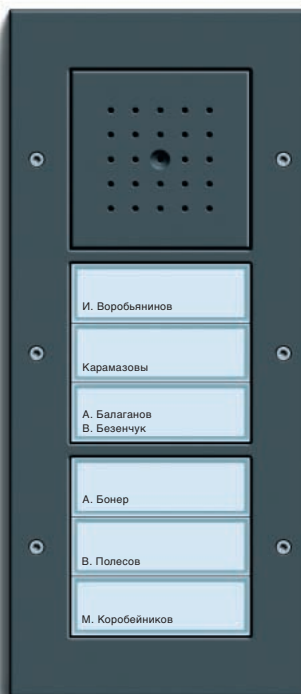 И. Воробьянинов
Карамазовы
А. Балаганов
В. Безенчук
А. Бонер
В. Полесов
М. Коробейников